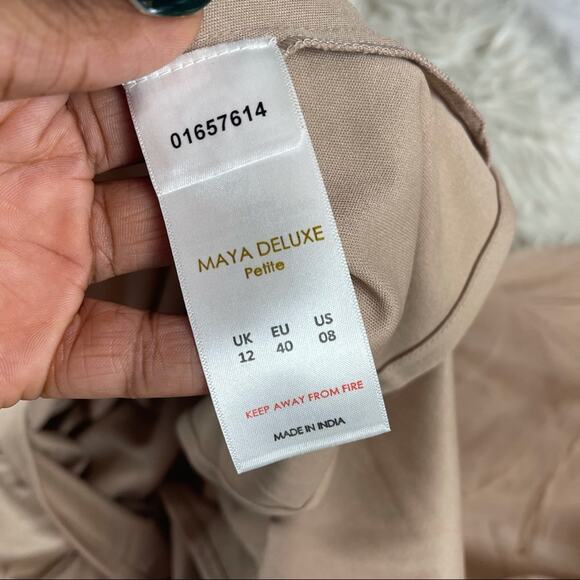 01657614
MAYA DELUXE
Petite
UK EU US
12 40 08
KEEP AWAY FROM FIRE
MADE IN INDIA